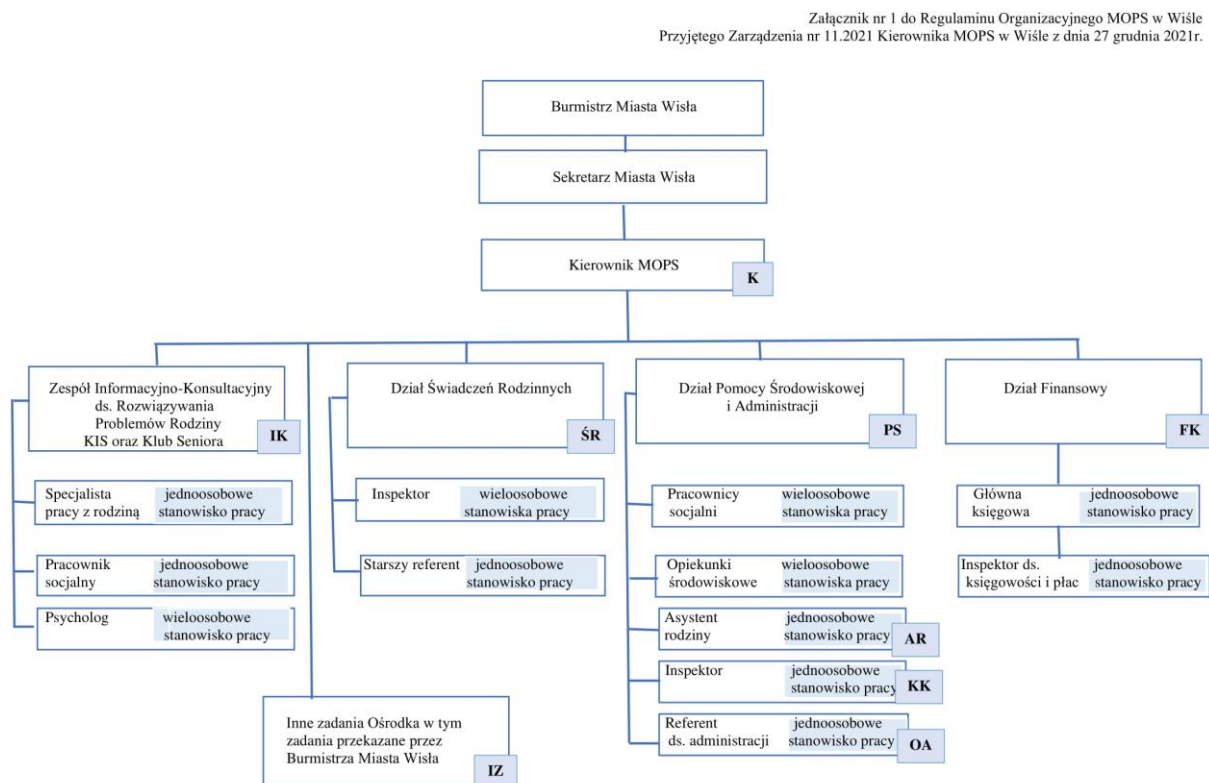 Załącznik nr 1 do Regulaminu Organizacyjnego MOPS w Wiśle
Przyjętego Zarządzenia nr 11.2021 Kierownika MOPS w Wiśle z dnia 27 grudnia 2021r.
Burmistrz Miasta Wisła
Sekretarz Miasta Wisła
Kierownik MOPS
K
Zespół Informacyjno-Konsultacyjny
ds. Rozwiązywania
Problemów Rodziny
KIS oraz Klub Seniora
IK
Specjalista jednoosobowe
pracy z rodziną stanowisko pracy
Pracownik jednoosobowe
socjalny stanowisko pracy
Psycholog wieloosobowe
stanowisko pracy
Inne zadania Ośrodka w tym
zadania przekazane przez
Burmistrza Miasta Wisła
IZ
Dział Świadczeń Rodzinnych
ŚR
Inspektor wieloosobowe
stanowiska pracy
Starszy referent jednoosobowe
stanowisko pracy
Dział Pomocy Środowiskowej
i Administracji
PS
Pracownicy wieloosobowe
socjalni stanowiska pracy
Opiekunki wieloosobowe
środowiskowe stanowiska pracy
Asystent jednoosobowe
rodziny stanowisko pracy
AR
Inspektor jednoosobowe
stanowisko pracy
KK
Referent jednoosobowe
ds. administracji stanowisko pracy
OA
Dział Finansowy
FK
Główna jednoosobowe
księgowa stanowisko pracy
Inspektor ds. jednoosobowe
księgowości i płac stanowisko pracy